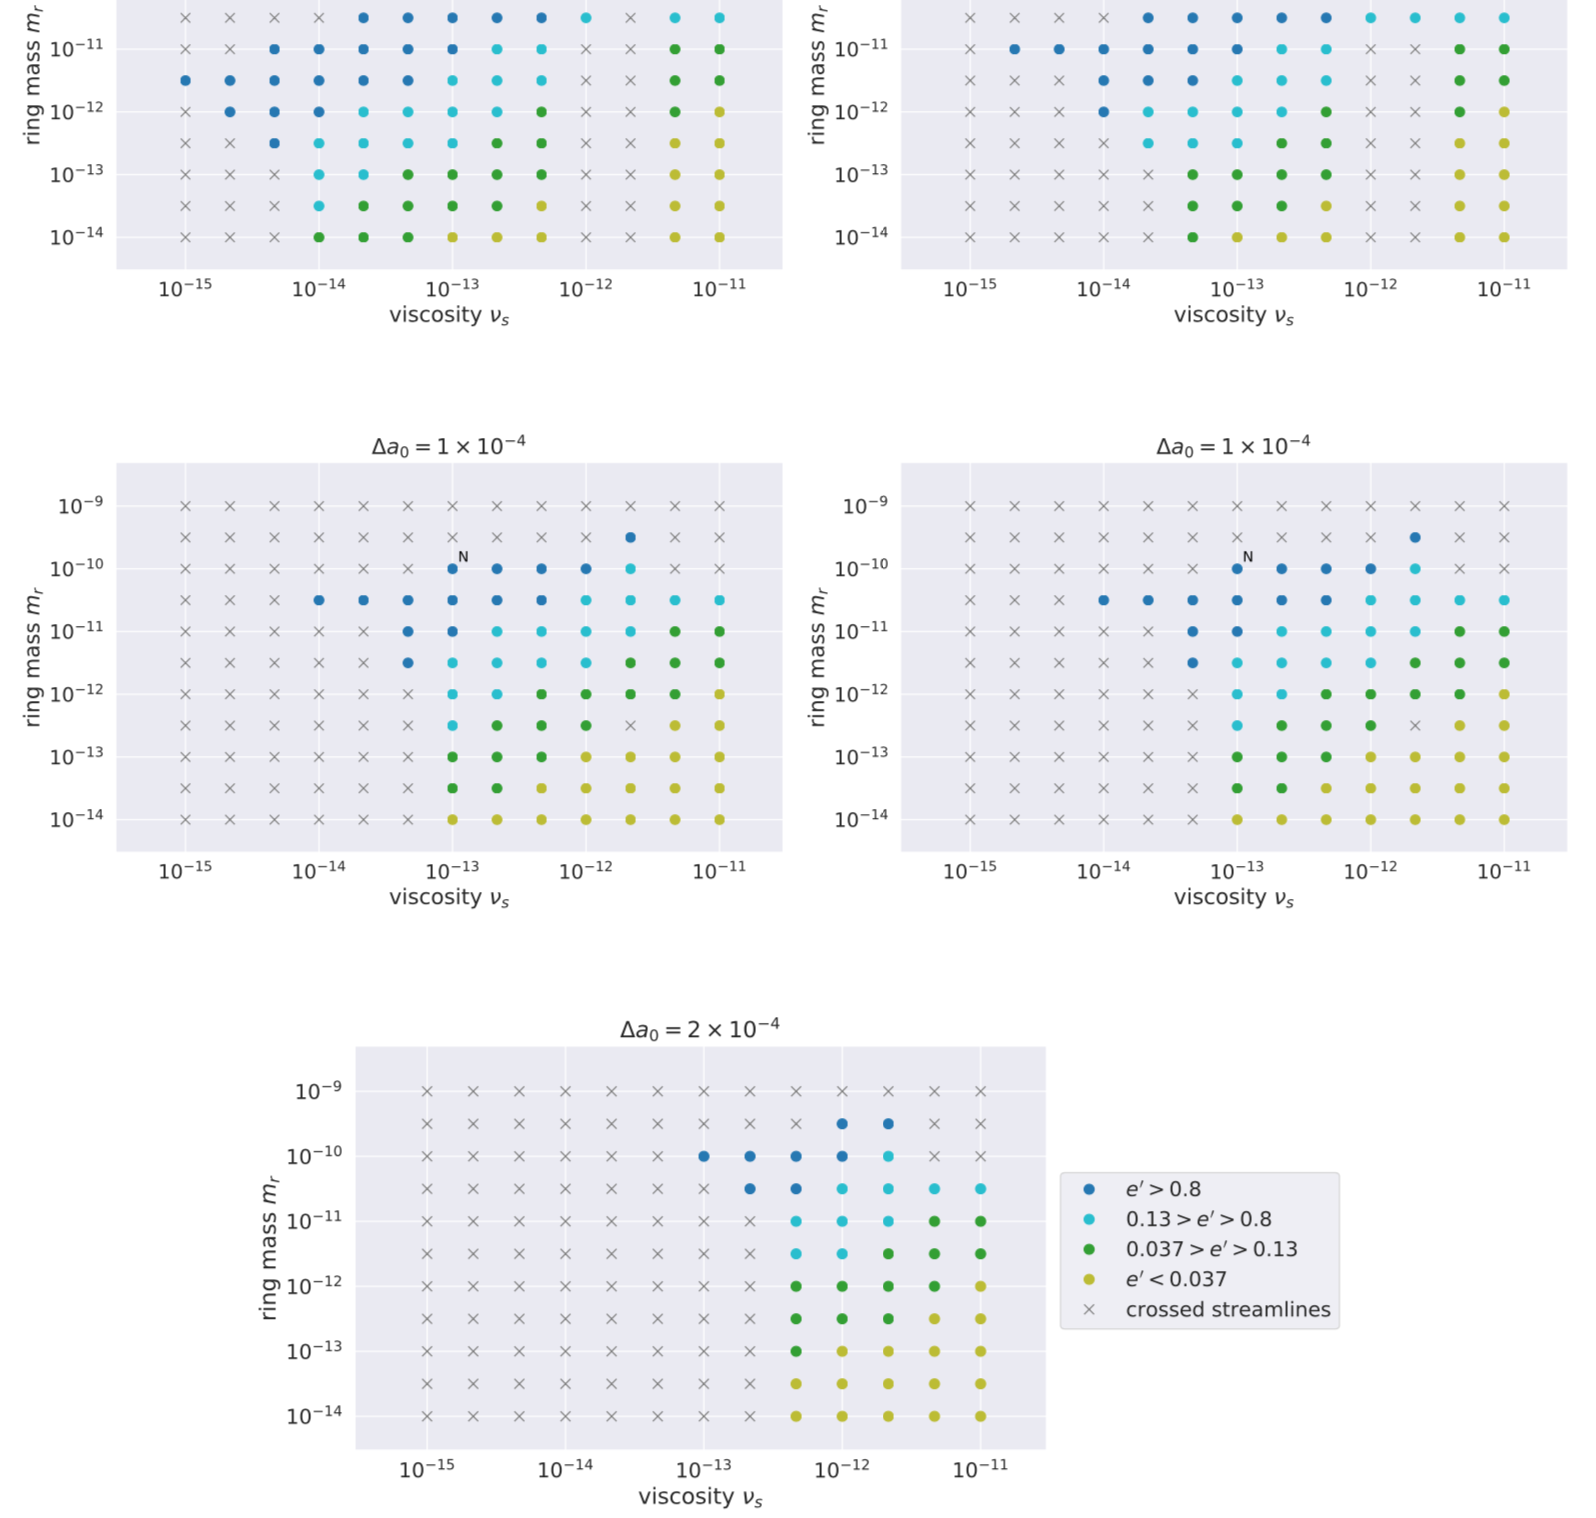 ring mass m_r
10⁻¹¹
10⁻¹²
10⁻¹³
10⁻¹⁴
10⁻¹⁵ 10⁻¹⁴ 10⁻¹³ 10⁻¹² 10⁻¹¹
viscosity ν_s
ring mass m_r
10⁻¹¹
10⁻¹²
10⁻¹³
10⁻¹⁴
10⁻¹⁵ 10⁻¹⁴ 10⁻¹³ 10⁻¹² 10⁻¹¹
viscosity ν_s
Δa₀ = 1 × 10⁻⁴
ring mass m_r
10⁻⁹
N
10⁻¹⁰
10⁻¹¹
10⁻¹²
10⁻¹³
10⁻¹⁴
10⁻¹⁵ 10⁻¹⁴ 10⁻¹³ 10⁻¹² 10⁻¹¹
viscosity ν_s
Δa₀ = 1 × 10⁻⁴
ring mass m_r
10⁻⁹
N
10⁻¹⁰
10⁻¹¹
10⁻¹²
10⁻¹³
10⁻¹⁴
10⁻¹⁵ 10⁻¹⁴ 10⁻¹³ 10⁻¹² 10⁻¹¹
viscosity ν_s
Δa₀ = 2 × 10⁻⁴
ring mass m_r
10⁻⁹
10⁻¹⁰
10⁻¹¹
10⁻¹²
10⁻¹³
10⁻¹⁴
10⁻¹⁵ 10⁻¹⁴ 10⁻¹³ 10⁻¹² 10⁻¹¹
viscosity ν_s
e′ > 0.8
0.13 > e′ > 0.8
0.037 > e′ > 0.13
e′ < 0.037
crossed streamlines